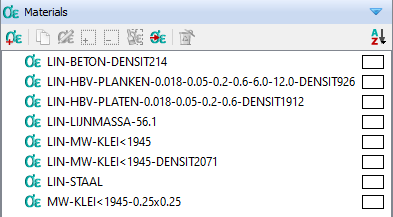 Materials
LIN-BETON-DENSIT214
LIN-HBV-PLANKEN-0.018-0.05-0.2-0.6-6.0-12.0-DENSIT926
LIN-HBV-PLATEN-0.018-0.05-0.2-0.6-DENSIT1912
LIN-LIJNMASSA-56.1
LIN-MW-KLEI<1945
LIN-MW-KLEI<1945-DENSIT2071
LIN-STAAL
MW-KLEI<1945-0.25x0.25